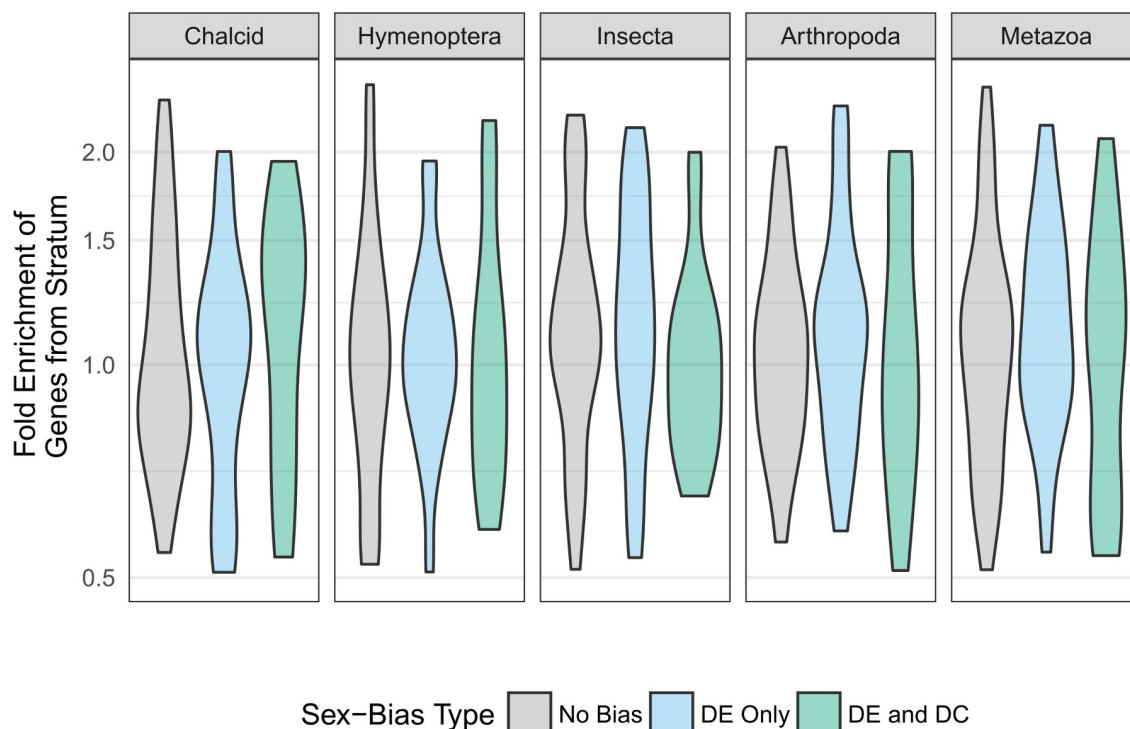 Chalcid Hymenoptera Insecta Arthropoda Metazoa
Fold Enrichment of
Genes from Stratum
2.0
1.5
1.0
0.5
Sex−Bias Type No Bias DE Only DE and DC